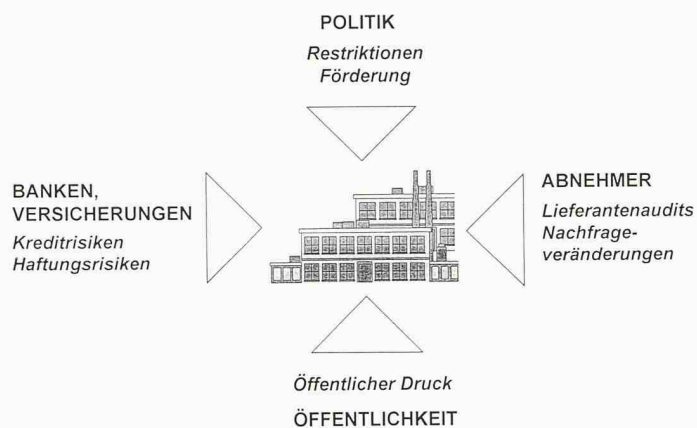 POLITIK
Restriktionen
Förderung
BANKEN,
VERSICHERUNGEN
Kreditrisiken
Haftungsrisiken
ABNEHMER
Lieferantenaudits
Nachfrage-
veränderungen
Öffentlicher Druck
ÖFFENTLICHKEIT